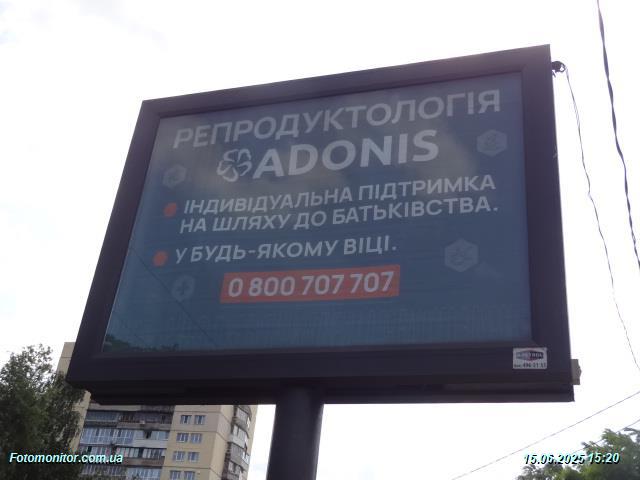 РЕПРОДУКТОЛОГІЯ
ADONIS
ІНДИВІДУАЛЬНА ПІДТРИМКА
НА ШЛЯХУ ДО БАТЬКІВСТВА.
У БУДЬ-ЯКОМУ ВІЦІ.
0 800 707 707
Fotomonitor.com.ua
15.06.2025 15:20